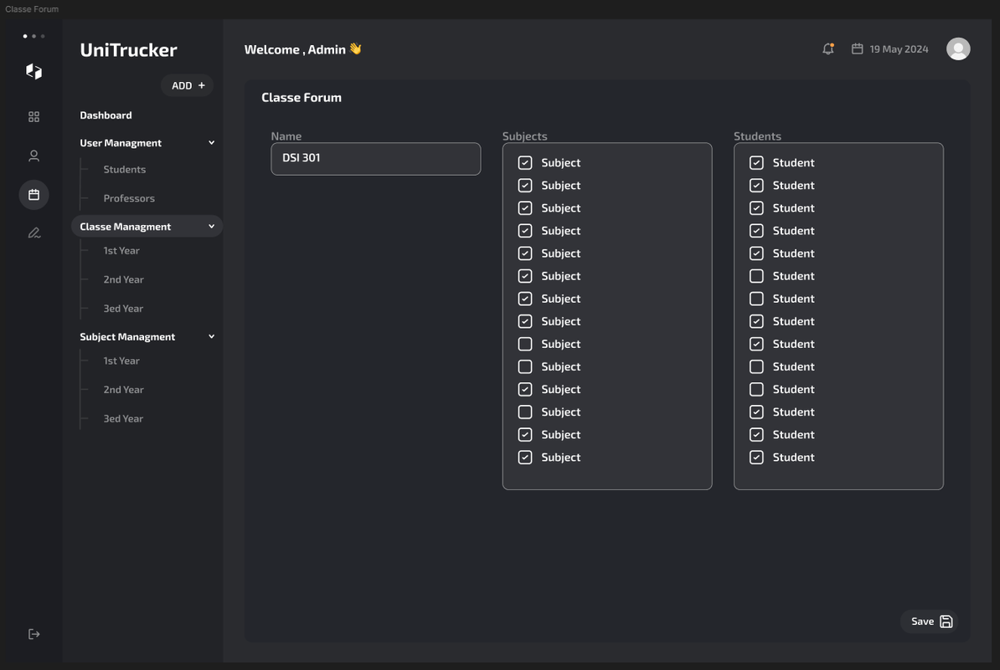 Classe Forum
UniTrucker
ADD +
Dashboard
User Managment
Students
Professors
Classe Managment
1st Year
2nd Year
3ed Year
Subject Managment
1st Year
2nd Year
3ed Year
Welcome , Admin 👋
19 May 2024
Classe Forum
Name
DSI 301
Subjects
Subject
Subject
Subject
Subject
Subject
Subject
Subject
Subject
Subject
Subject
Subject
Subject
Subject
Subject
Students
Student
Student
Student
Student
Student
Student
Student
Student
Student
Student
Student
Student
Student
Student
Save